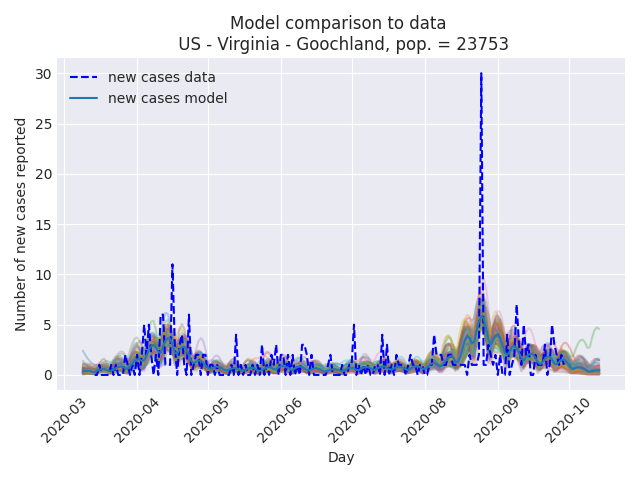 Model comparison to data
US - Virginia - Goochland, pop. = 23753
new cases data
new cases model
Number of new cases reported
30
25
20
15
10
5
0
2020-03
2020-04
2020-05
2020-06
2020-07
2020-08
2020-09
2020-10
Day